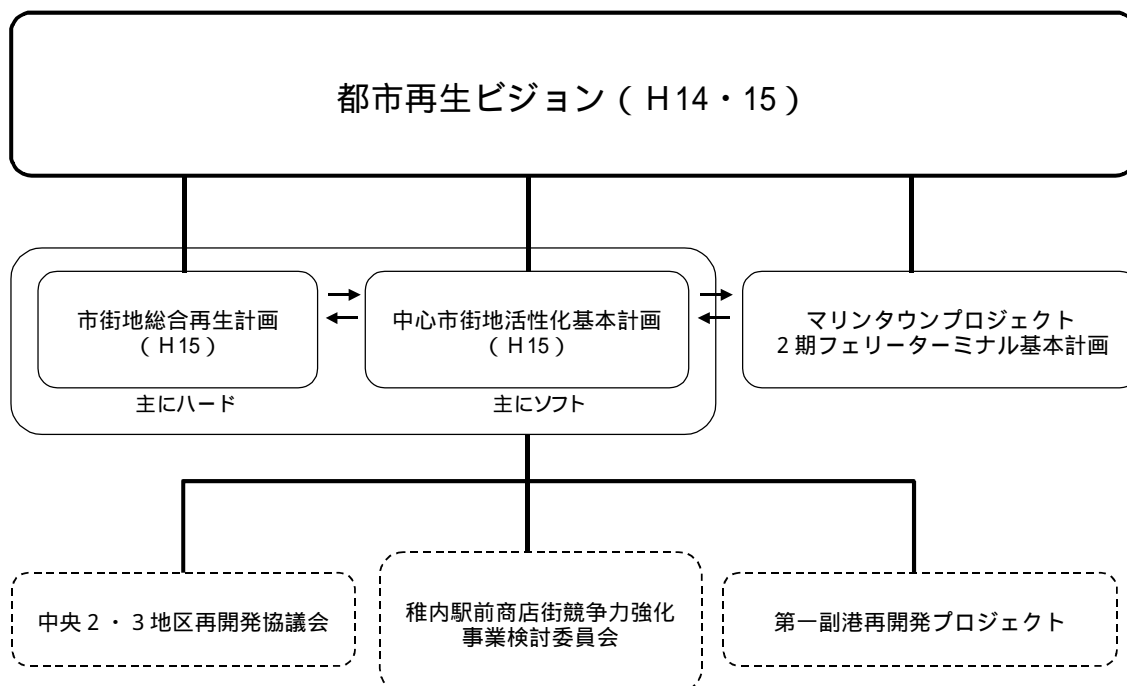 都市再生ビジョン（H14・15）
市街地総合再生計画
（H15）
中心市街地活性化基本計画
（H15）
マリンタウンプロジェクト
2期フェリーターミナル基本計画
主にハード
主にソフト
中央2・3地区再開発協議会
稚内駅前商店街競争力強化
事業検討委員会
第一副港再開発プロジェクト